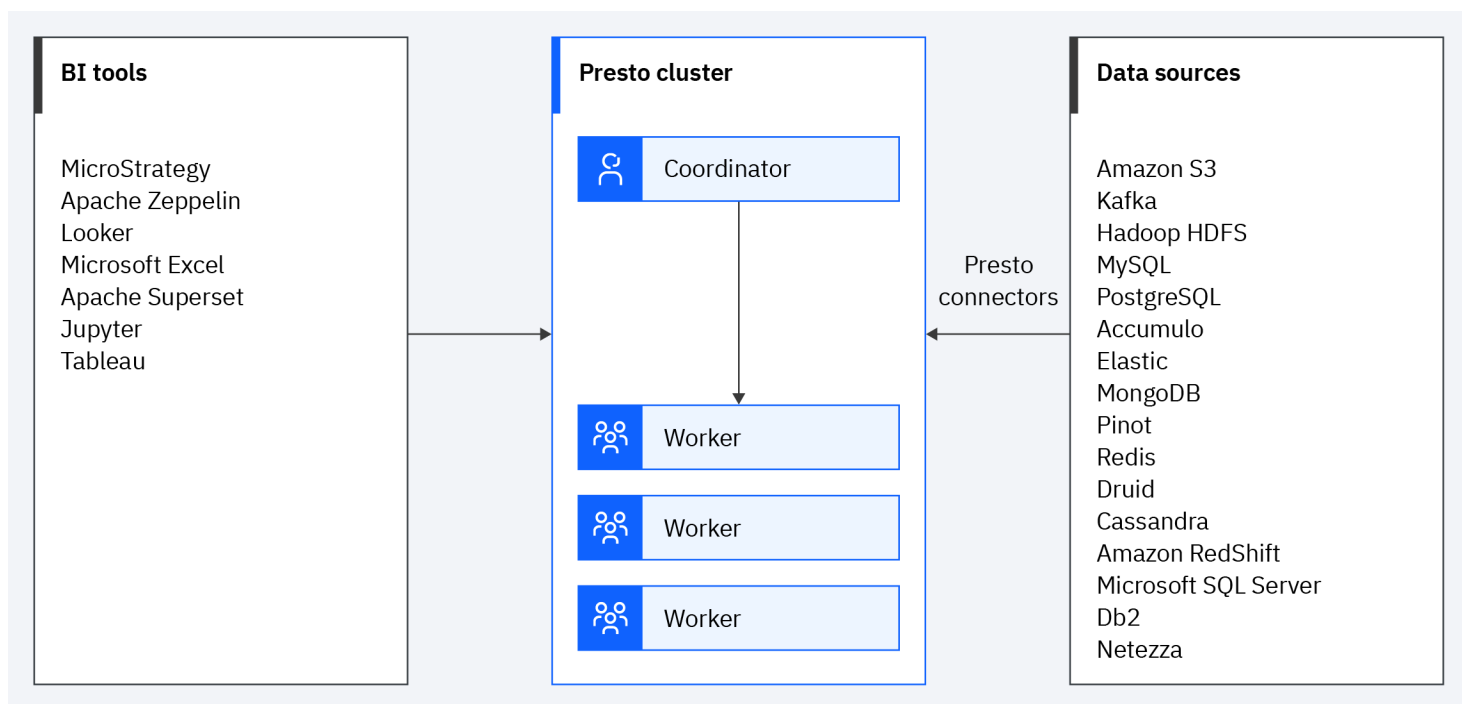 BI tools
MicroStrategy
Apache Zeppelin
Looker
Microsoft Excel
Apache Superset
Jupyter
Tableau
Presto cluster
Coordinator
Worker
Worker
Worker
Presto
connectors
Data sources
Amazon S3
Kafka
Hadoop HDFS
MySQL
PostgreSQL
Accumulo
Elastic
MongoDB
Pinot
Redis
Druid
Cassandra
Amazon RedShift
Microsoft SQL Server
Db2
Netezza